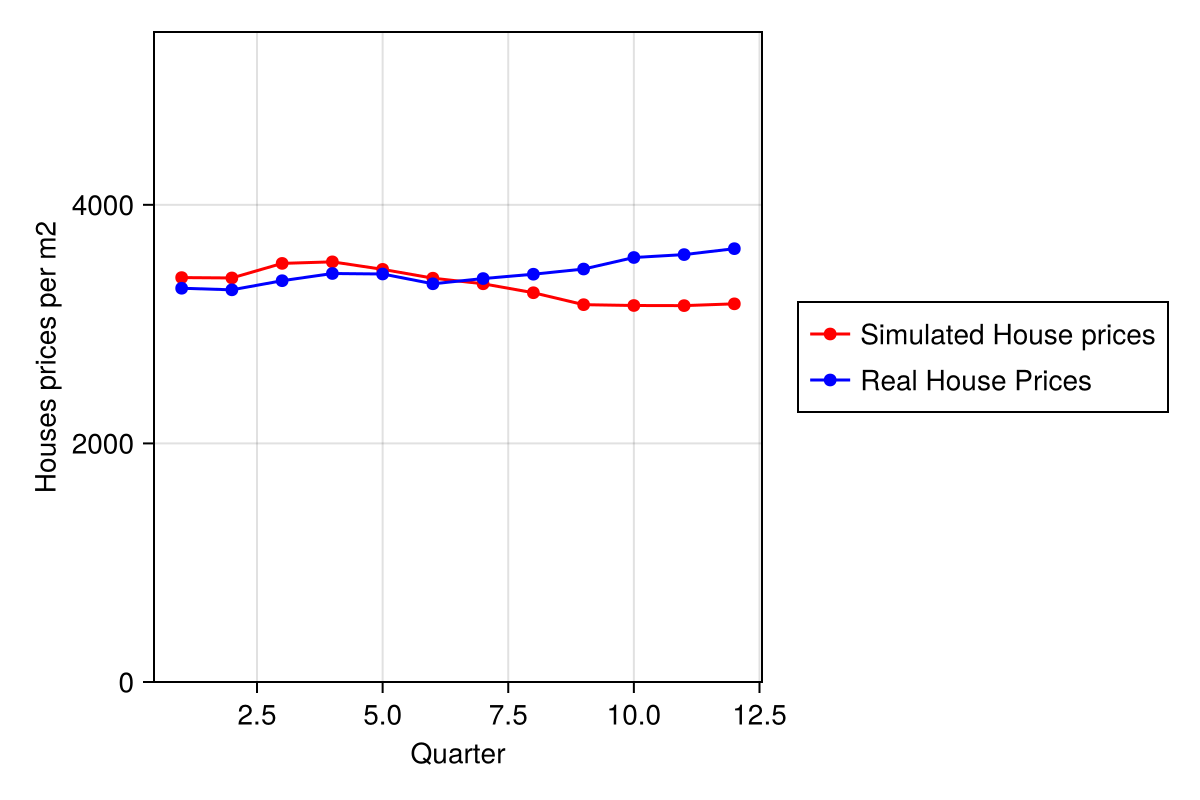 Houses prices per m2
4000
2000
0
2.5 5.0 7.5 10.0 12.5
Quarter
Simulated House prices
Real House Prices